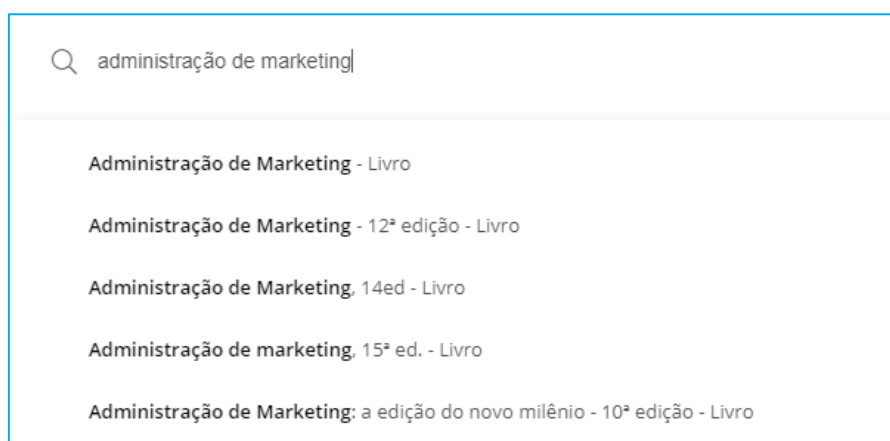 administração de marketing
Administração de Marketing - Livro
Administração de Marketing - 12ª edição - Livro
Administração de Marketing, 14ed - Livro
Administração de marketing, 15ª ed. - Livro
Administração de Marketing: a edição do novo milênio - 10ª edição - Livro